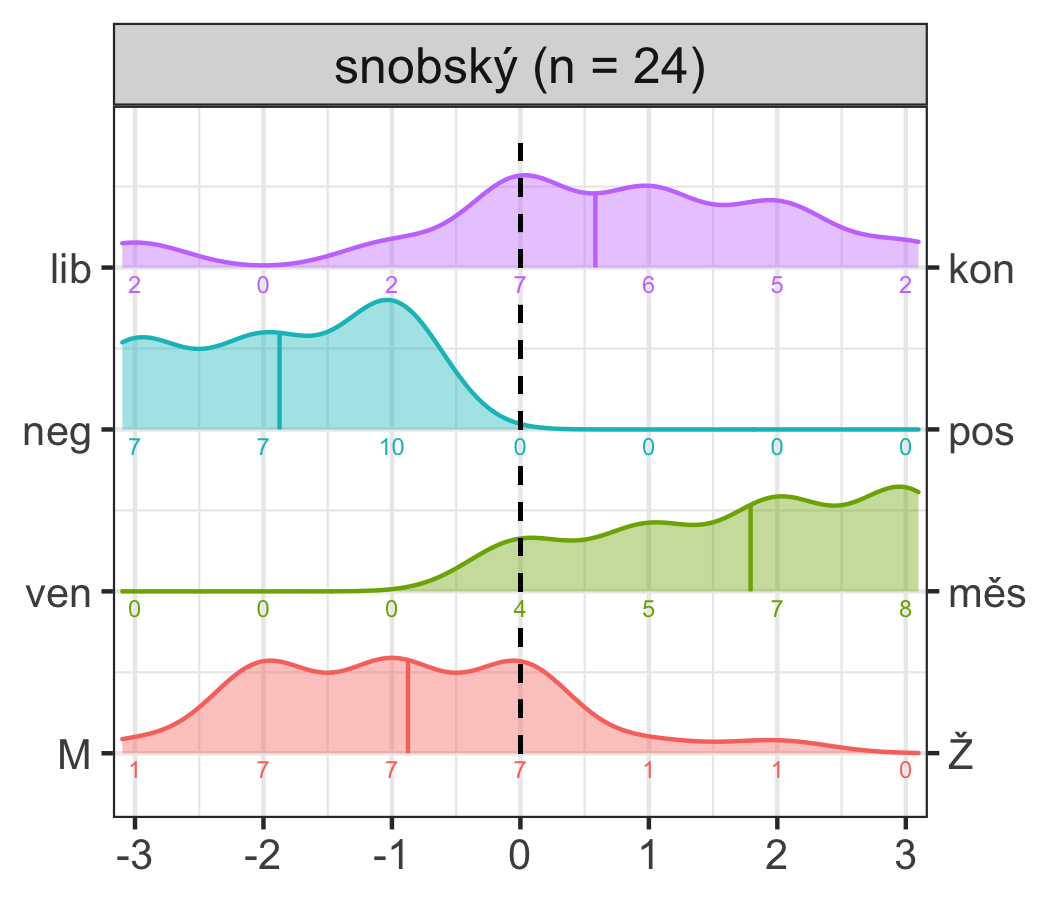 snobský (n = 24)
lib kon
2 0 2 7 6 5 2
neg pos
7 7 10 0 0 0 0
ven měs
0 0 0 4 5 7 8
M Ž
1 7 7 7 1 1 0
-3 -2 -1 0 1 2 3